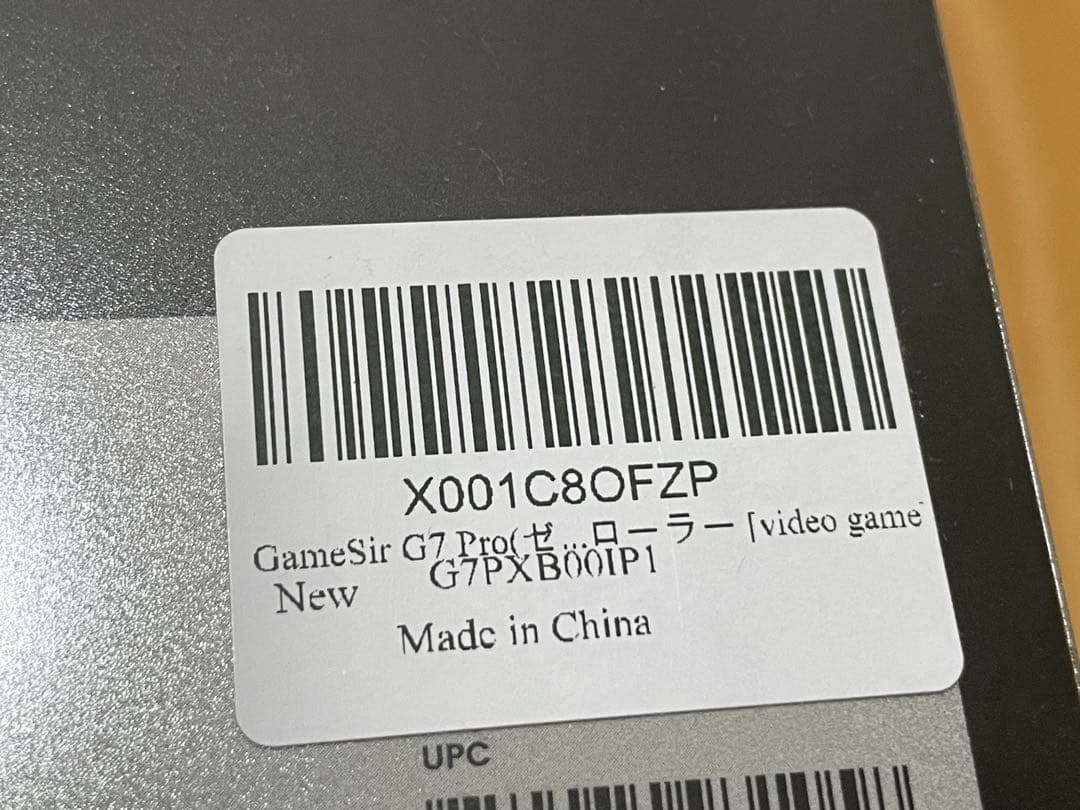 X001C8OFZP
GameSir G7 Pro(ゼ...ローラー [video game]
G7PXB00IP1
New
Made in China
UPC